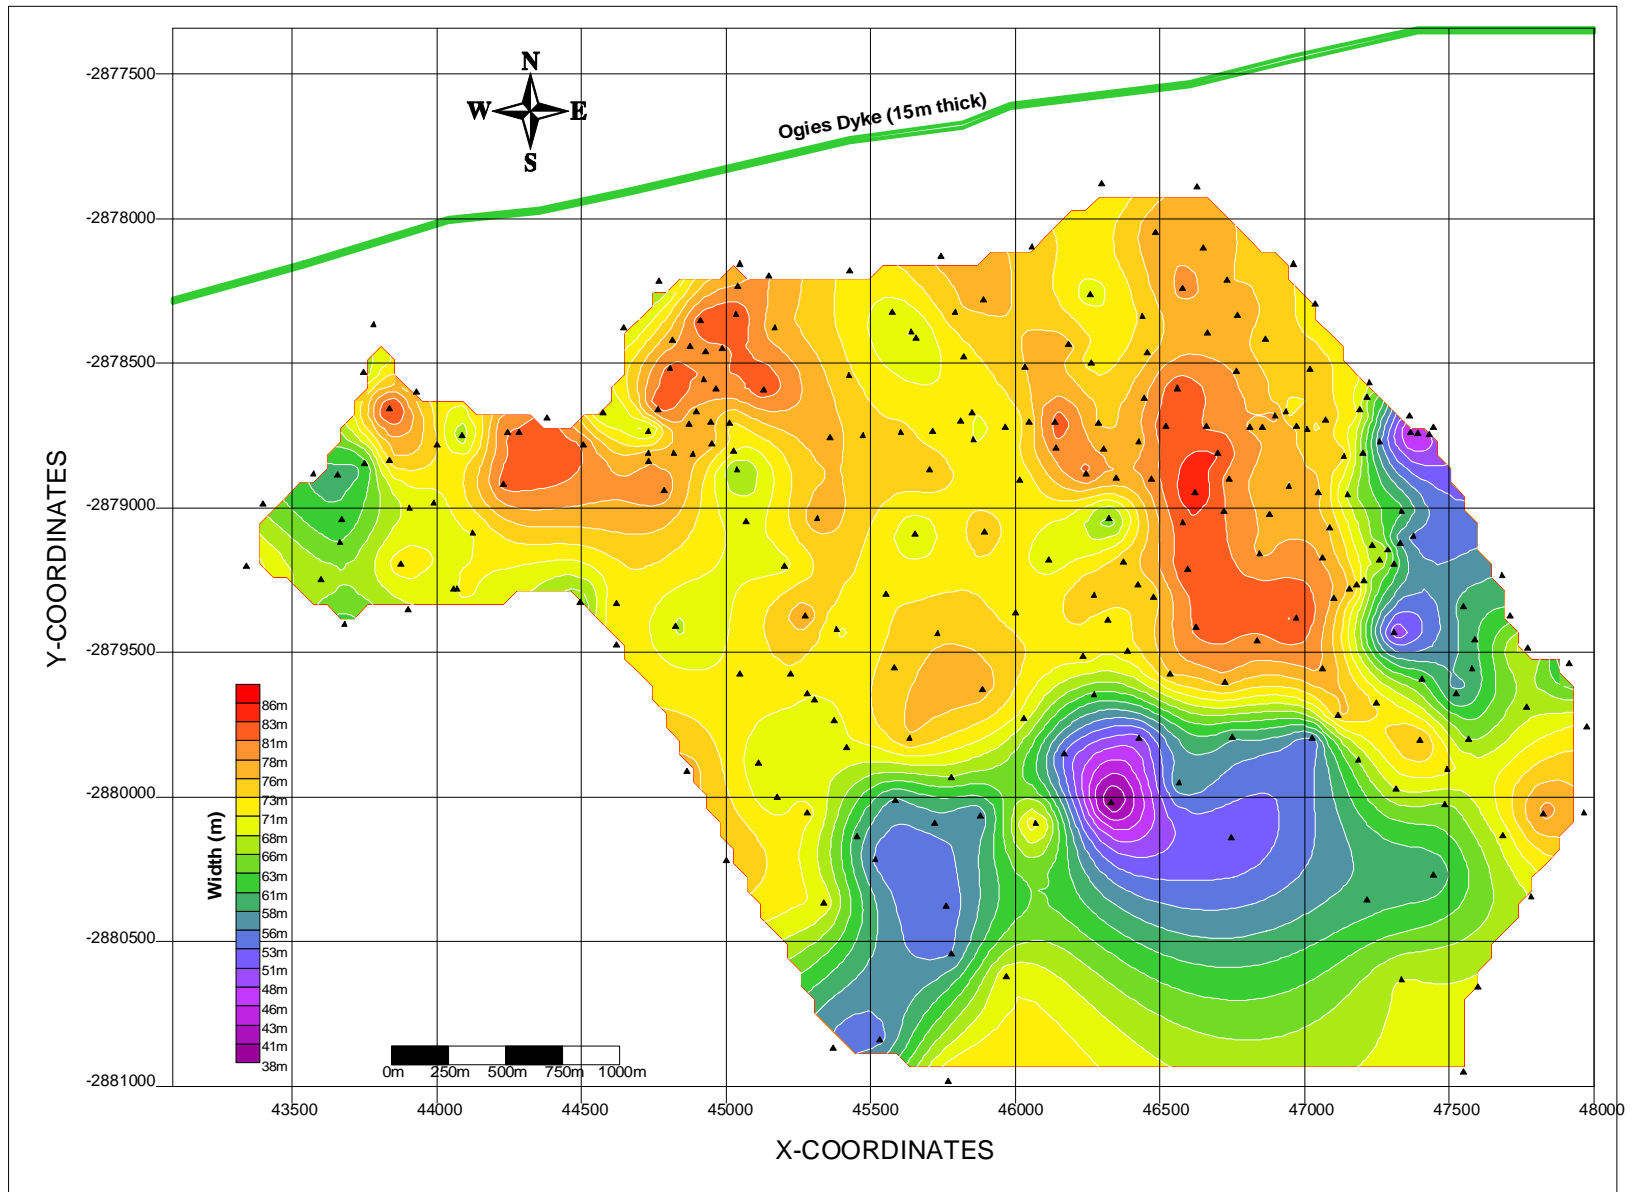 -2877500
N
W E
S
Ogies Dyke (15m thick)
-2878000
-2878500
-2879000
-2879500
-2880000
-2880500
-2881000
Y-COORDINATES
Width (m)
86m
83m
81m
78m
76m
73m
71m
68m
66m
63m
61m
58m
56m
53m
51m
48m
46m
43m
41m
38m
0m 250m 500m 750m 1000m
43500 44000 44500 45000 45500 46000 46500 47000 47500 48000
X-COORDINATES